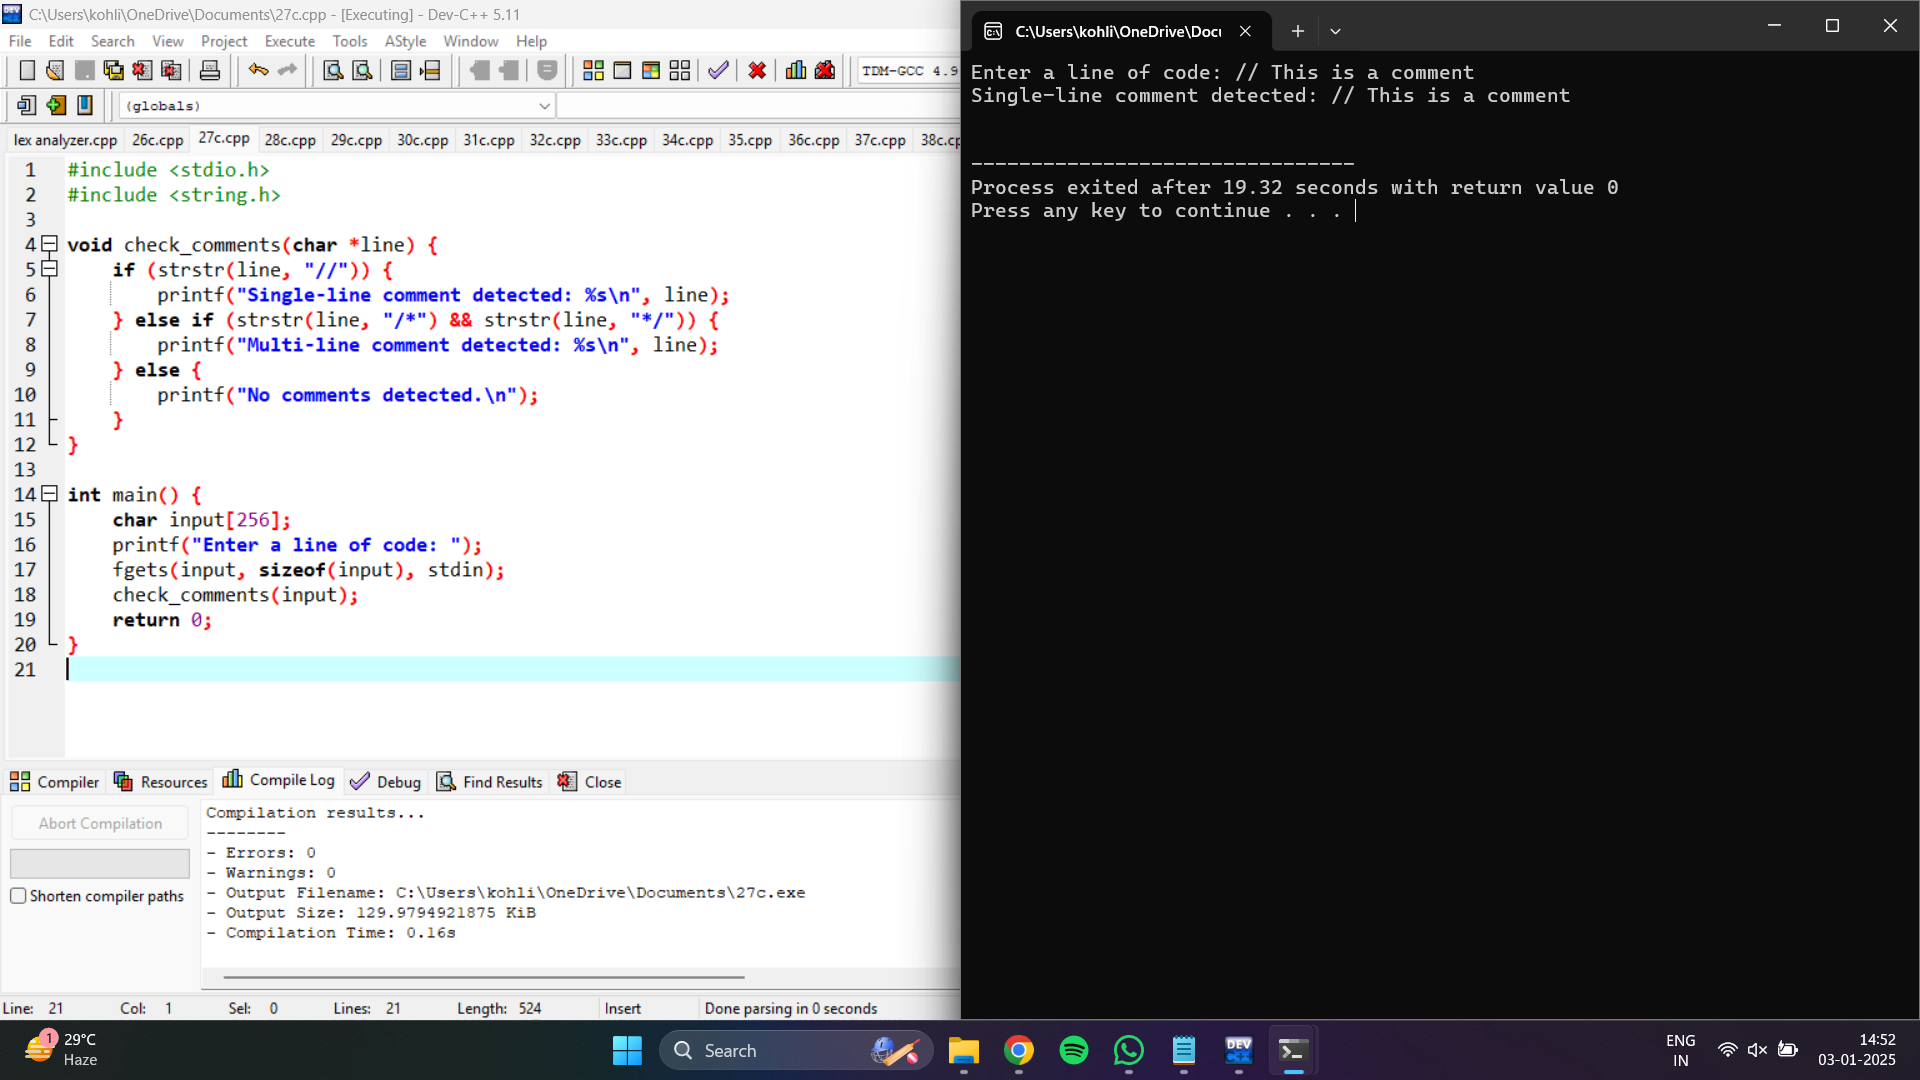 C:\Users\kohli\OneDrive\Documents\27c.cpp - [Executing] - Dev-C++ 5.11
File Edit Search View Project Execute Tools AStyle Window Help
TDM-GCC 4.9
(globals)
lex analyzer.cpp 26c.cpp 27c.cpp 28c.cpp 29c.cpp 30c.cpp 31c.cpp 32c.cpp 33c.cpp 34c.cpp 35.cpp 36c.cpp 37c.cpp 38c.cp
1 #include <stdio.h>
2 #include <string.h>
3
4 void check_comments(char *line) {
5 if (strstr(line, "//")) {
6 printf("Single-line comment detected: %s\n", line);
7 } else if (strstr(line, "/*") && strstr(line, "*/")) {
8 printf("Multi-line comment detected: %s\n", line);
9 } else {
10 printf("No comments detected.\n");
11 }
12 }
13
14 int main() {
15 char input[256];
16 printf("Enter a line of code: ");
17 fgets(input, sizeof(input), stdin);
18 check_comments(input);
19 return 0;
20 }
21
Compiler Resources Compile Log Debug Find Results Close
Abort Compilation
Shorten compiler paths
Compilation results...
--------
- Errors: 0
- Warnings: 0
- Output Filename: C:\Users\kohli\OneDrive\Documents\27c.exe
- Output Size: 129.9794921875 KiB
- Compilation Time: 0.16s
Line: 21 Col: 1 Sel: 0 Lines: 21 Length: 524 Insert Done parsing in 0 seconds
C:\Users\kohli\OneDrive\Docu
Enter a line of code: // This is a comment
Single-line comment detected: // This is a comment
--------------------------------
Process exited after 19.32 seconds with return value 0
Press any key to continue . . .
1
29°C
Haze
Search
DEV
ENG
IN
14:52
03-01-2025